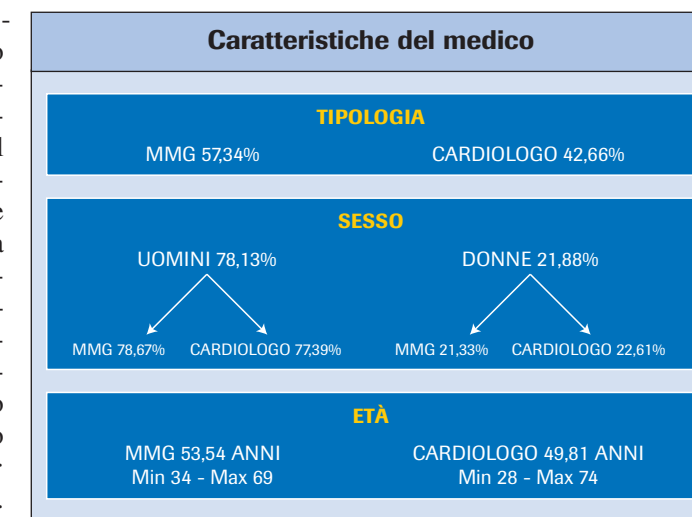 Caratteristiche del medico
TIPOLOGIA
MMG 57,34% CARDIOLOGO 42,66%
SESSO
UOMINI 78,13% DONNE 21,88%
MMG 78,67% CARDIOLOGO 77,39% MMG 21,33% CARDIOLOGO 22,61%
ETÀ
MMG 53,54 ANNI CARDIOLOGO 49,81 ANNI
Min 34 - Max 69 Min 28 - Max 74